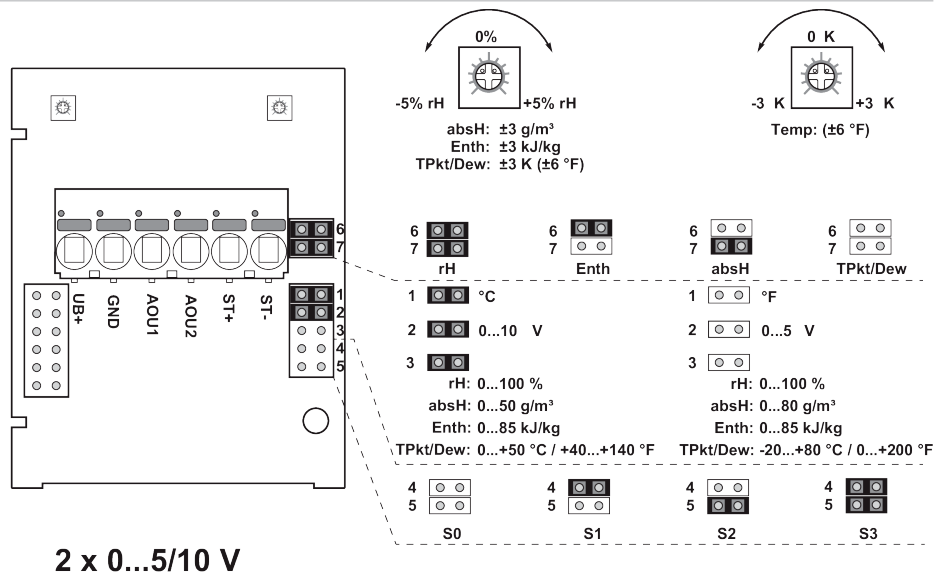 0%
-5% rH +5% rH
absH: ±3 g/m³
Enth: ±3 kJ/kg
TPkt/Dew: ±3 K (±6 °F)
0 K
-3 K +3 K
Temp: (±6 °F)
6
7
1
2
3
4
5
UB+
GND
AOU1
AOU2
ST+
ST-
6
7
rH
6
7
Enth
6
7
absH
6
7
TPkt/Dew
1 °C
2 0...10 V
3
rH: 0...100 %
absH: 0...50 g/m³
Enth: 0...85 kJ/kg
TPkt/Dew: 0...+50 °C / +40...+140 °F
1 °F
2 0...5 V
3
rH: 0...100 %
absH: 0...80 g/m³
Enth: 0...85 kJ/kg
TPkt/Dew: -20...+80 °C / 0...+200 °F
4
5
S0
4
5
S1
4
5
S2
4
5
S3
2 x 0...5/10 V